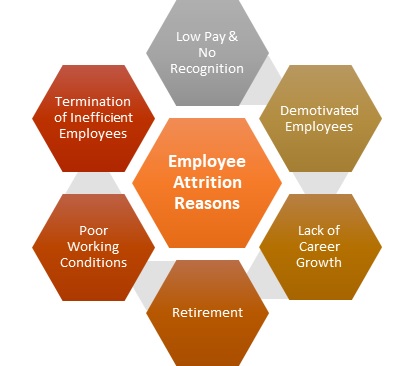 Low Pay &
No
Recognition
Termination
of Inefficient
Employees
Demotivated
Employees
Employee
Attrition
Reasons
Poor
Working
Conditions
Lack of
Career
Growth
Retirement